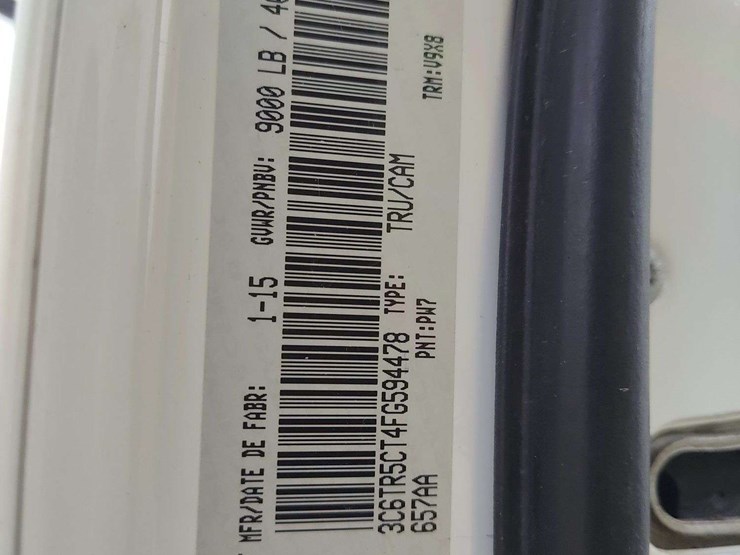 MFR/DATE DE FABR: 1-15 GVWR/PNBV: 9000 LB /
3C6TR5CT4FG594478 TYPE: TRU/CAM
657AA PNT:PW7 TRM:V9X8